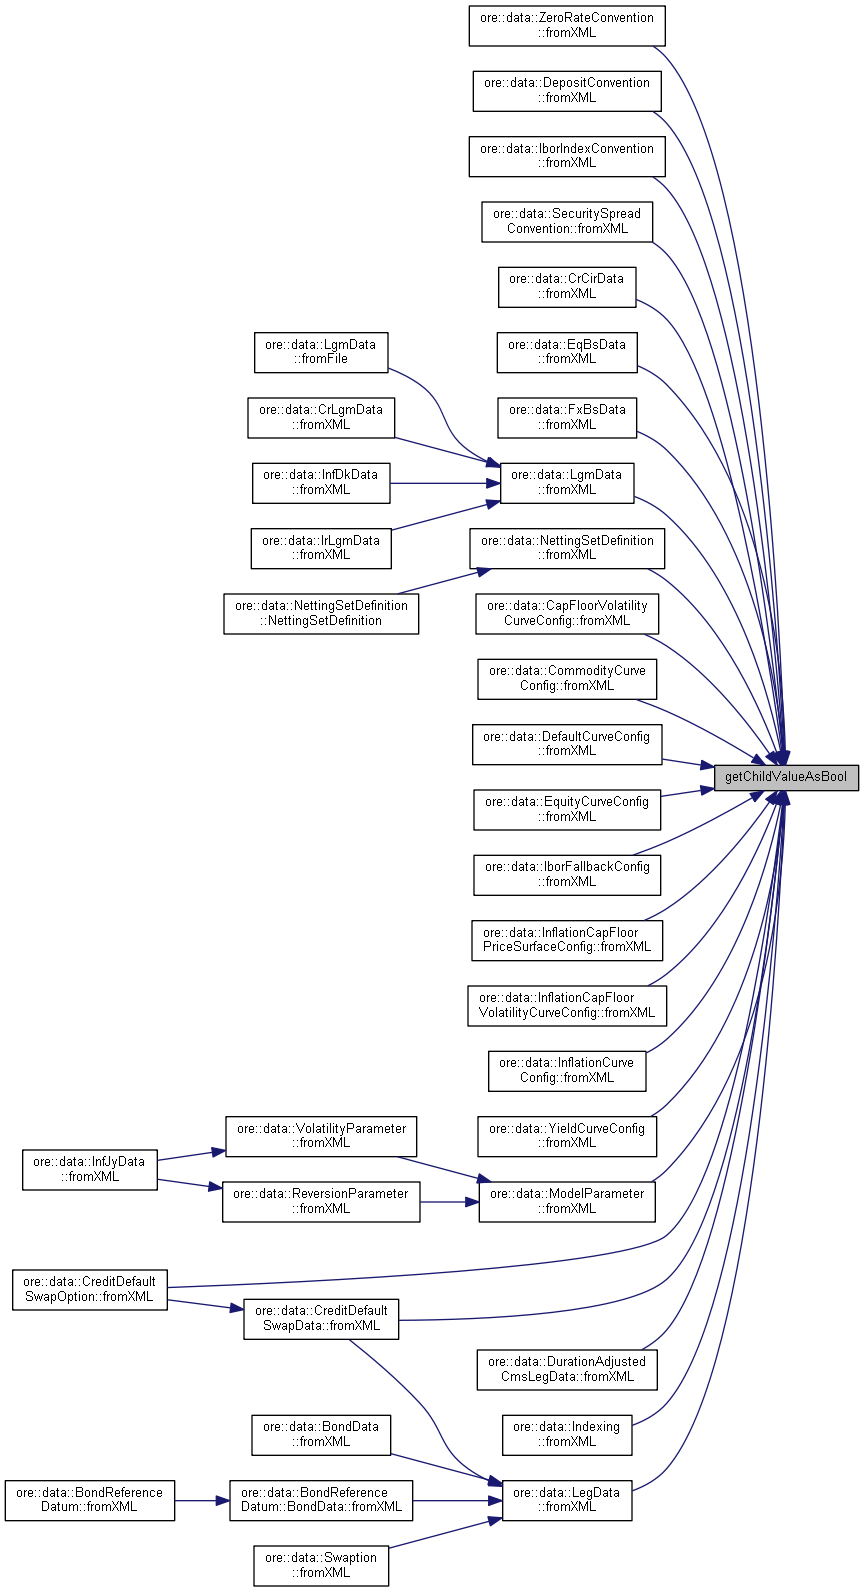 ore::data::ZeroRateConvention
::fromXML
ore::data::DepositConvention
::fromXML
ore::data::IborIndexConvention
::fromXML
ore::data::SecuritySpread
Convention::fromXML
ore::data::CrCirData
::fromXML
ore::data::LgmData
::fromFile
ore::data::EqBsData
::fromXML
ore::data::CrLgmData
::fromXML
ore::data::FxBsData
::fromXML
ore::data::InfDkData
::fromXML
ore::data::LgmData
::fromXML
ore::data::IrLgmData
::fromXML
ore::data::NettingSetDefinition
::fromXML
ore::data::NettingSetDefinition
::NettingSetDefinition
ore::data::CapFloorVolatility
CurveConfig::fromXML
ore::data::CommodityCurve
Config::fromXML
ore::data::DefaultCurveConfig
::fromXML
getChildValueAsBool
ore::data::EquityCurveConfig
::fromXML
ore::data::IborFallbackConfig
::fromXML
ore::data::InflationCapFloor
PriceSurfaceConfig::fromXML
ore::data::InflationCapFloor
VolatilityCurveConfig::fromXML
ore::data::InflationCurve
Config::fromXML
ore::data::VolatilityParameter
::fromXML
ore::data::YieldCurveConfig
::fromXML
ore::data::InfJyData
::fromXML
ore::data::ReversionParameter
::fromXML
ore::data::ModelParameter
::fromXML
ore::data::CreditDefault
SwapOption::fromXML
ore::data::CreditDefault
SwapData::fromXML
ore::data::DurationAdjusted
CmsLegData::fromXML
ore::data::BondData
::fromXML
ore::data::Indexing
::fromXML
ore::data::BondReference
Datum::fromXML
ore::data::BondReference
Datum::BondData::fromXML
ore::data::LegData
::fromXML
ore::data::Swaption
::fromXML